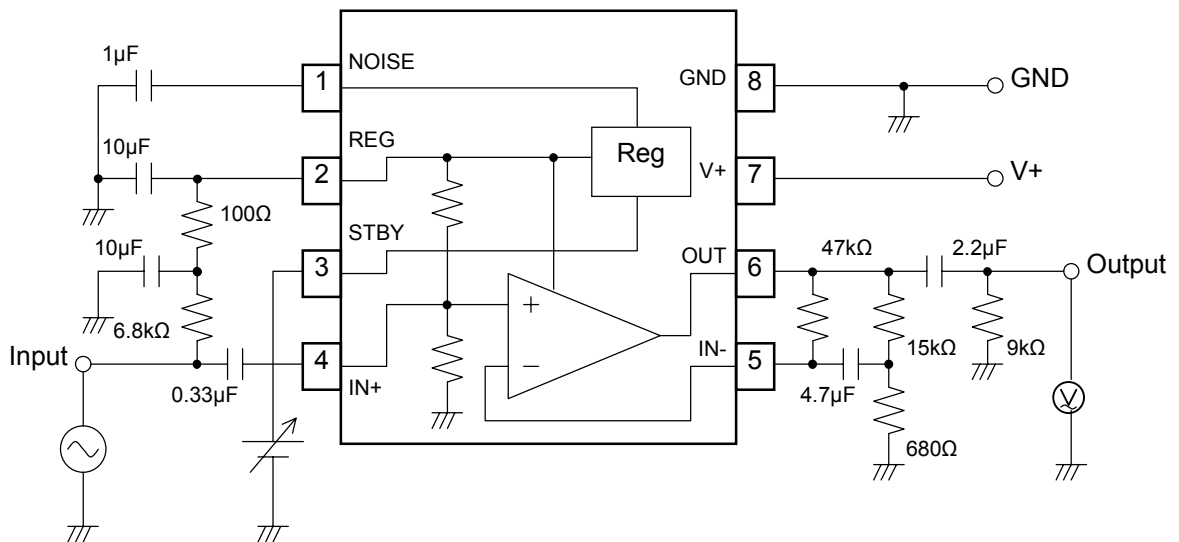 1µF
1
NOISE
GND
8
GND
10µF
2
REG
Reg
V+
7
V+
100Ω
10µF
3
STBY
OUT
6
47kΩ
2.2µF
Output
6.8kΩ
+
Input
0.33µF
4
IN+
−
IN-
5
4.7µF
15kΩ
9kΩ
V
680Ω